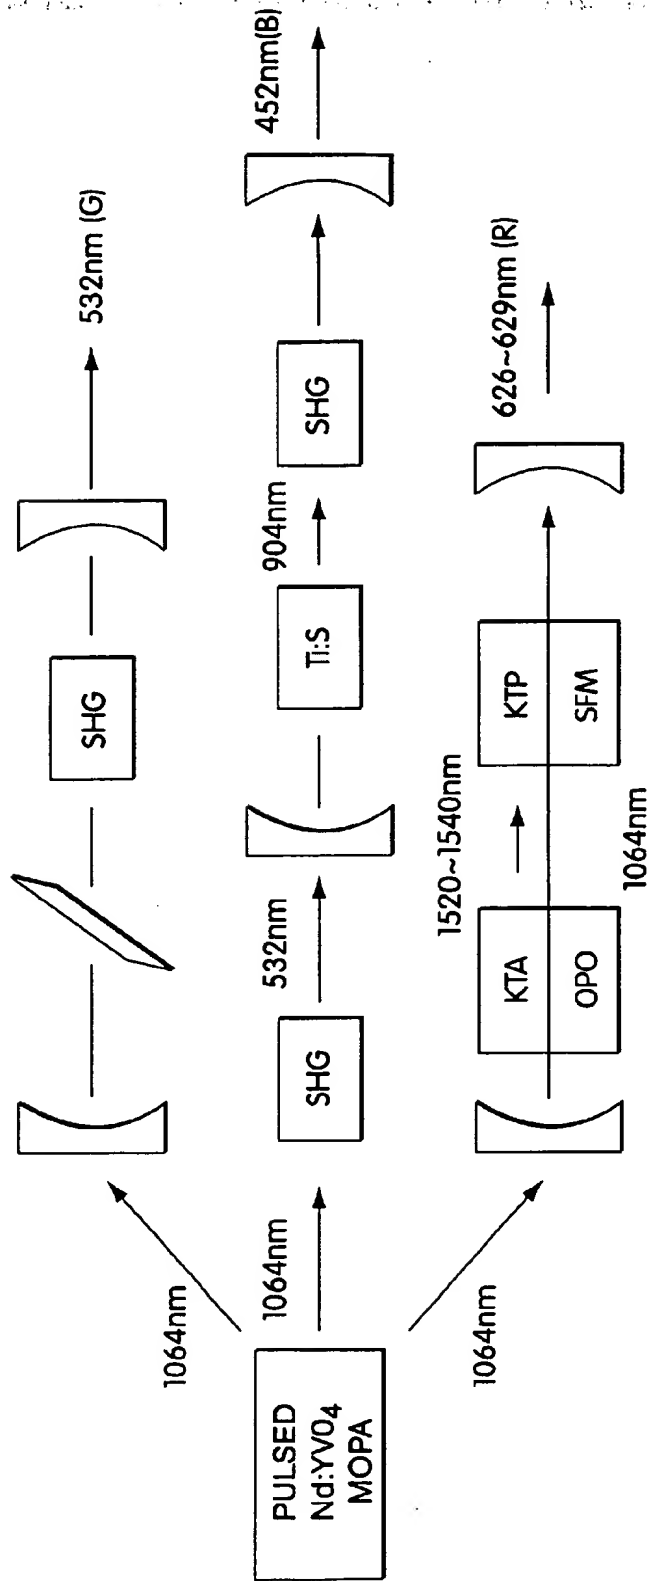 PULSED
Nd:YVO4
MOPA
1064nm
SHG
532nm (G)
1064nm
SHG
532nm
Ti:S
904nm
SHG
452nm(B)
1064nm
KTA
OPO
1520~1540nm
1064nm
KTP
SFM
626~629nm (R)